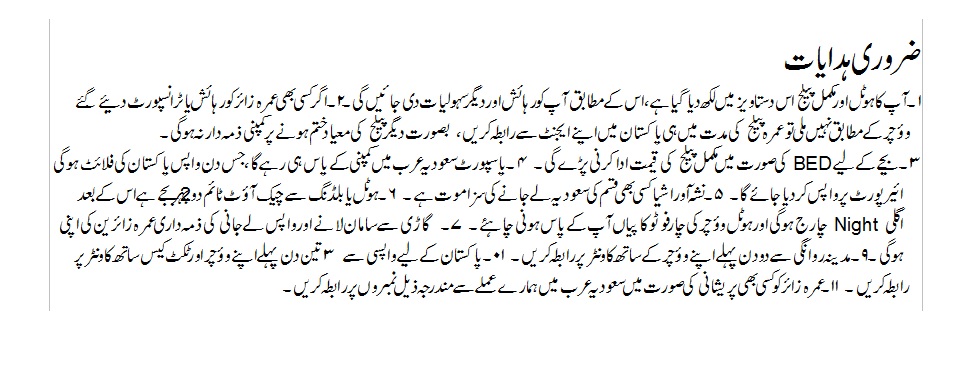 ضروری ہدایات
۱۔آپ کا ہوٹل اور مکمل پیکج اس دستاویز میں لکھ دیا گیا ہے، اس کے مطابق آپ کو رہائش اور دیگر سہولیات دی جائیں گی ۔۲۔اگر کسی بھی عمرہ زائر کو رہائش یا ٹرانسپورٹ دیئے گئے
وؤچر کے مطابق نہیں ملی تو عمرہ پیکج کی مدت میں ہی پاکستان میں اپنے ایجنٹ سے رابطہ کریں، بصورت دیگر پیکج کی معیاد ختم ہونے پر کمپنی ذمہ دار نہ ہوگی۔
۳۔بچے کے لیے BED کی صورت میں مکمل پیکج کی قیمت ادا کرنی پڑے گی۔ ۴۔پاسپورٹ سعودیہ عرب میں کمپنی کے پاس ہی رہے گا، جس دن واپس پاکستان کی فلائٹ ہوگی
ائیرپورٹ پر واپس کر دیا جائے گا۔ ۵۔نشہ آور اشیا کسی بھی قسم کی سعودیہ لے جانے کی سزا موت ہے۔ ۶۔ہوٹل یا بلڈنگ سے چیک آؤٹ ٹائم دوپہر بجے ہے اس کے بعد
اگلی Night چارج ہوگی اور ہوٹل وؤچر کی چار فوٹو کاپیاں آپ کے پاس ہونی چاہئے۔ ۷۔ گاڑی سے سامان لانے اور واپس لے جانی کی ذمہ داری عمرہ زائرین کی اپنی
ہوگی۔۹۔مدینہ روانگی سے دو دن پہلے اپنے وؤچر کے ساتھ کاونٹر پر رابطہ کریں۔ ۰۱۔پاکستان کے لیے واپسی سے ۳ تین دن پہلے اپنے وؤچر اور ٹکٹ کیس ساتھ کاونٹر پر
رابطہ کریں۔ ۱۱۔عمرہ زائر کو کسی بھی پریشانی کی صورت میں سعودیہ عرب میں ہمارے عملے سے مندرجہ ذیل نمبروں پر رابطہ کریں۔